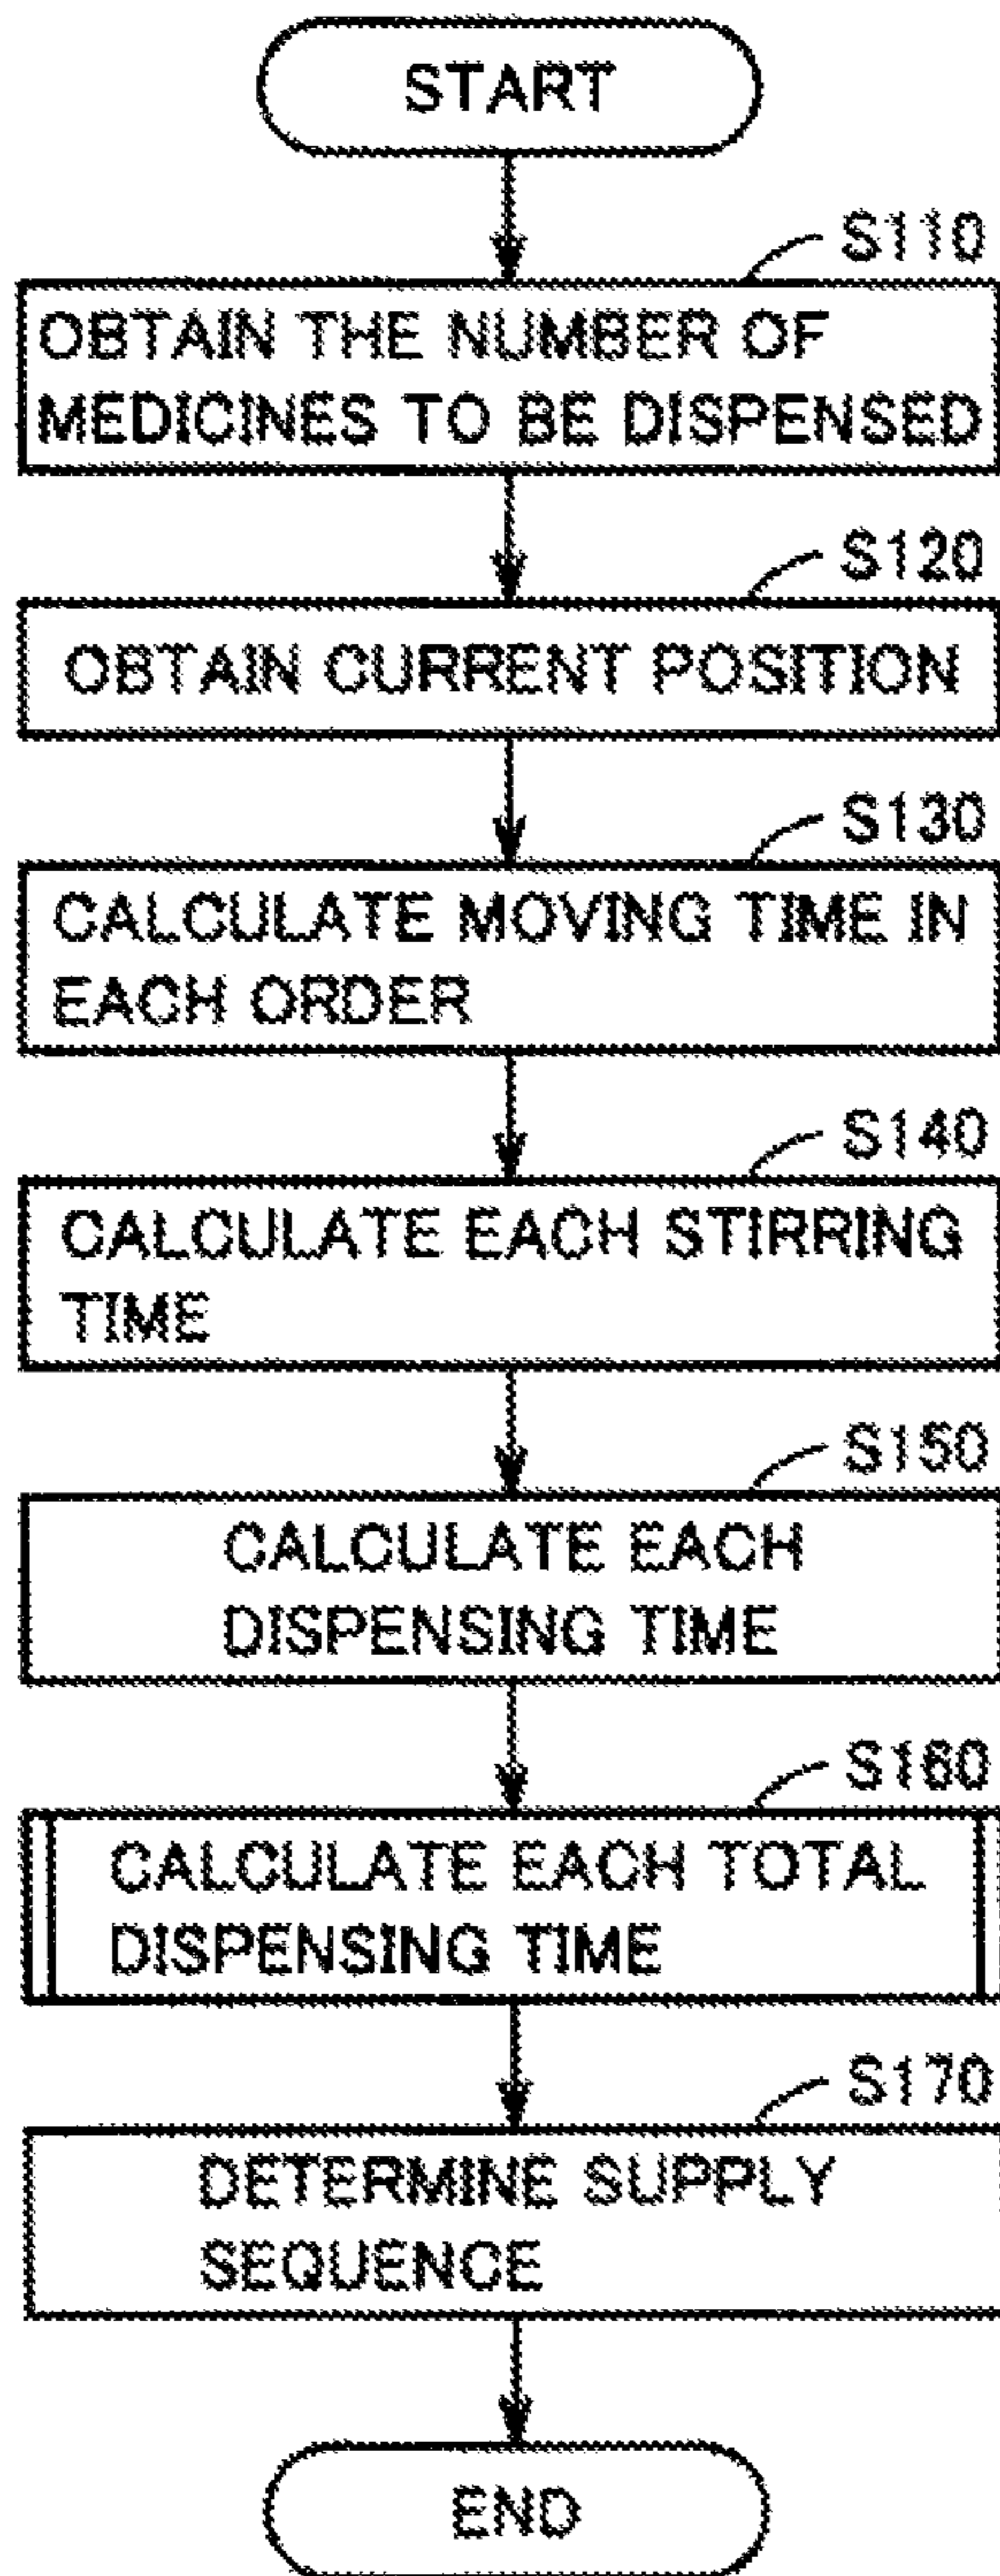 START
S110
OBTAIN THE NUMBER OF
MEDICINES TO BE DISPENSED
S120
OBTAIN CURRENT POSITION
S130
CALCULATE MOVING TIME IN
EACH ORDER
S140
CALCULATE EACH STIRRING
TIME
S150
CALCULATE EACH
DISPENSING TIME
S160
CALCULATE EACH TOTAL
DISPENSING TIME
S170
DETERMINE SUPPLY
SEQUENCE
END